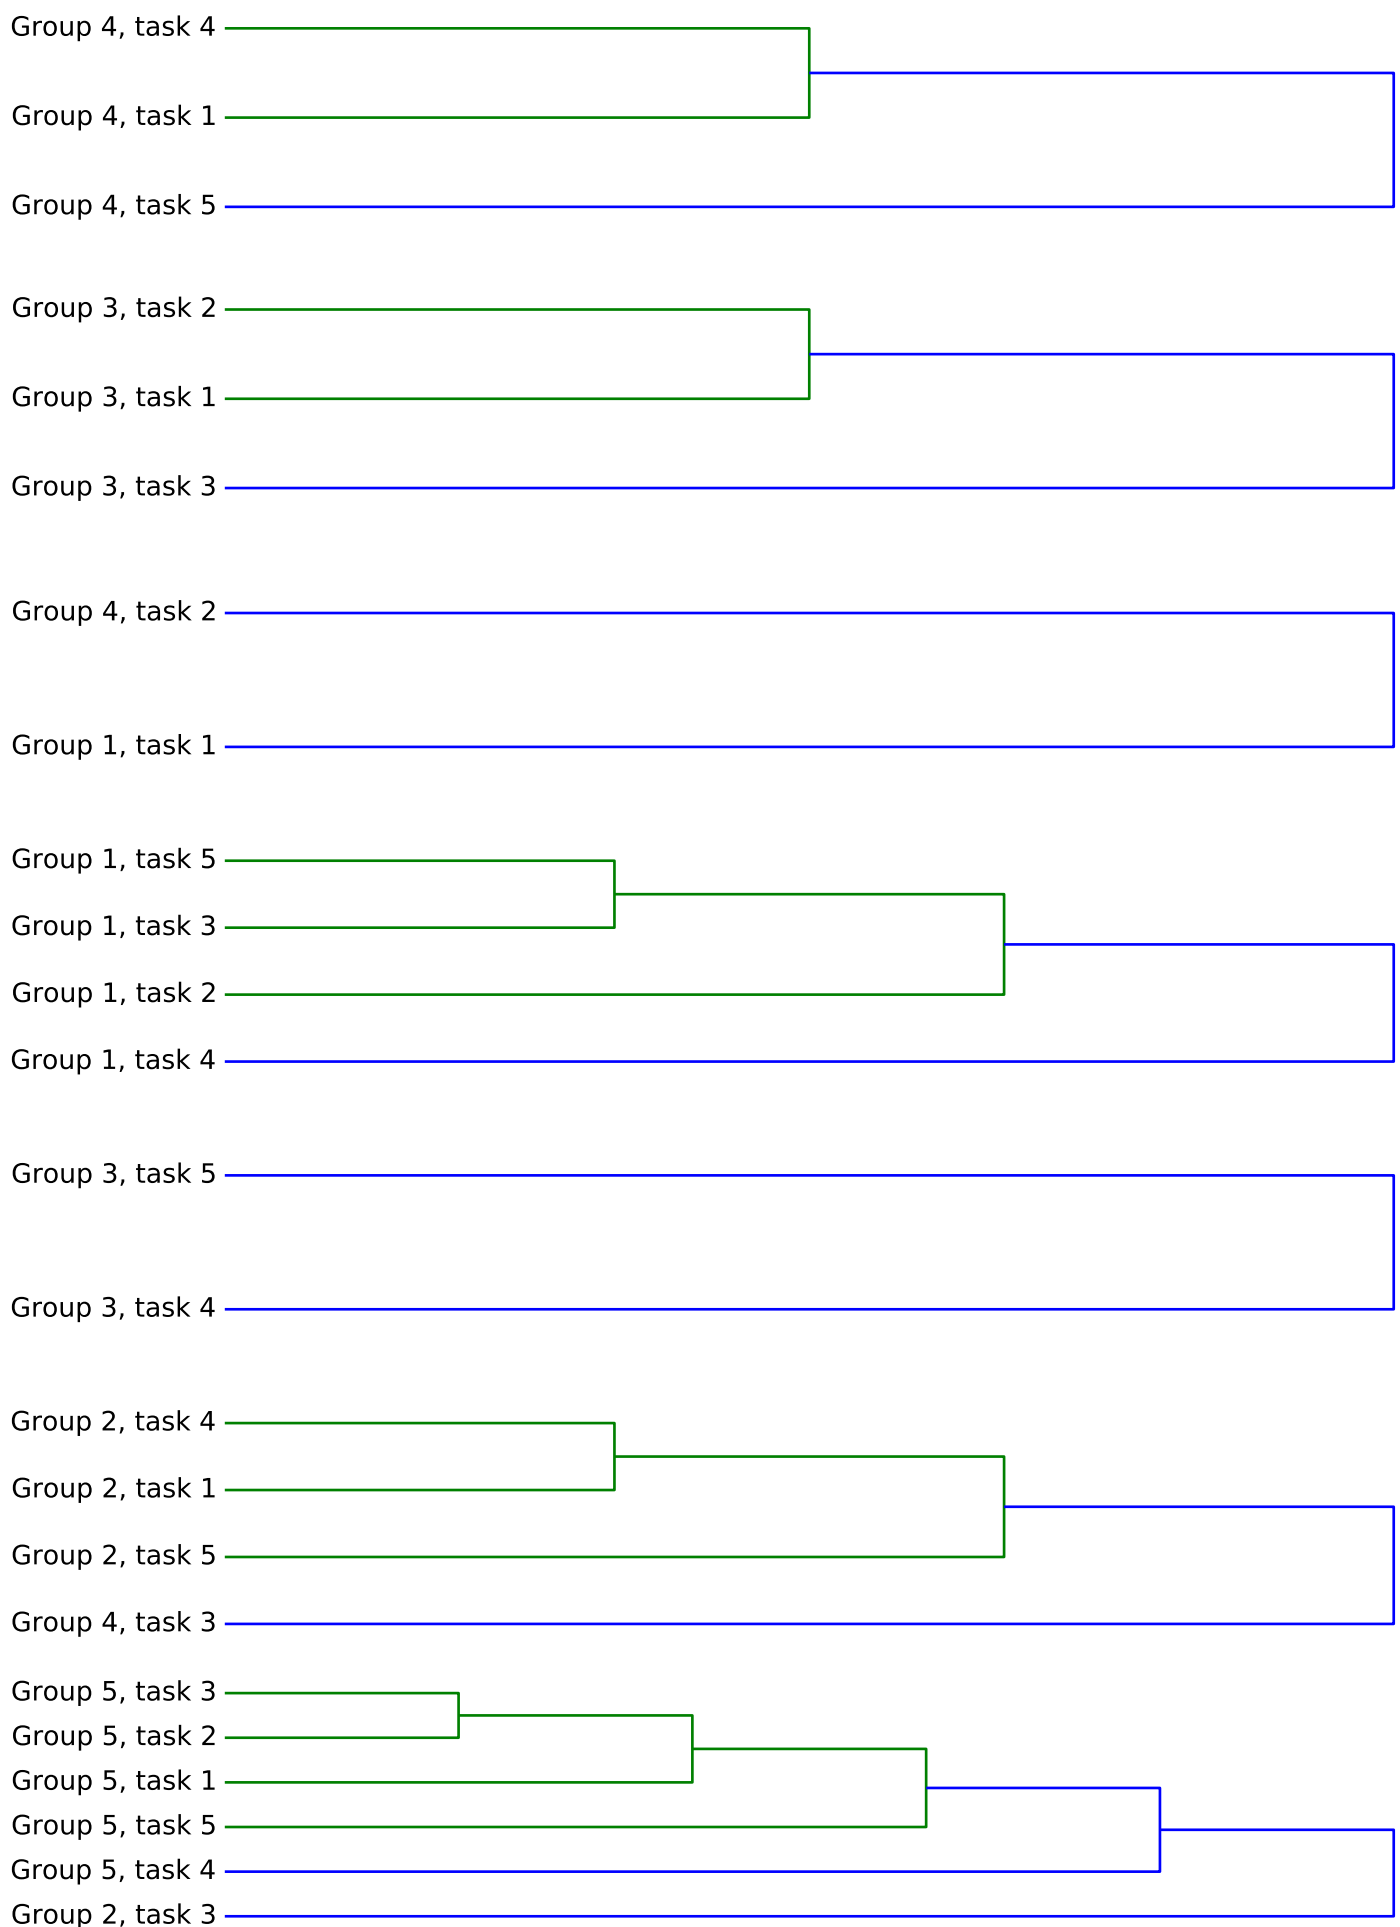 Group 4, task 4
Group 4, task 1
Group 4, task 5
Group 3, task 2
Group 3, task 1
Group 3, task 3
Group 4, task 2
Group 1, task 1
Group 1, task 5
Group 1, task 3
Group 1, task 2
Group 1, task 4
Group 3, task 5
Group 3, task 4
Group 2, task 4
Group 2, task 1
Group 2, task 5
Group 4, task 3
Group 5, task 3
Group 5, task 2
Group 5, task 1
Group 5, task 5
Group 5, task 4
Group 2, task 3